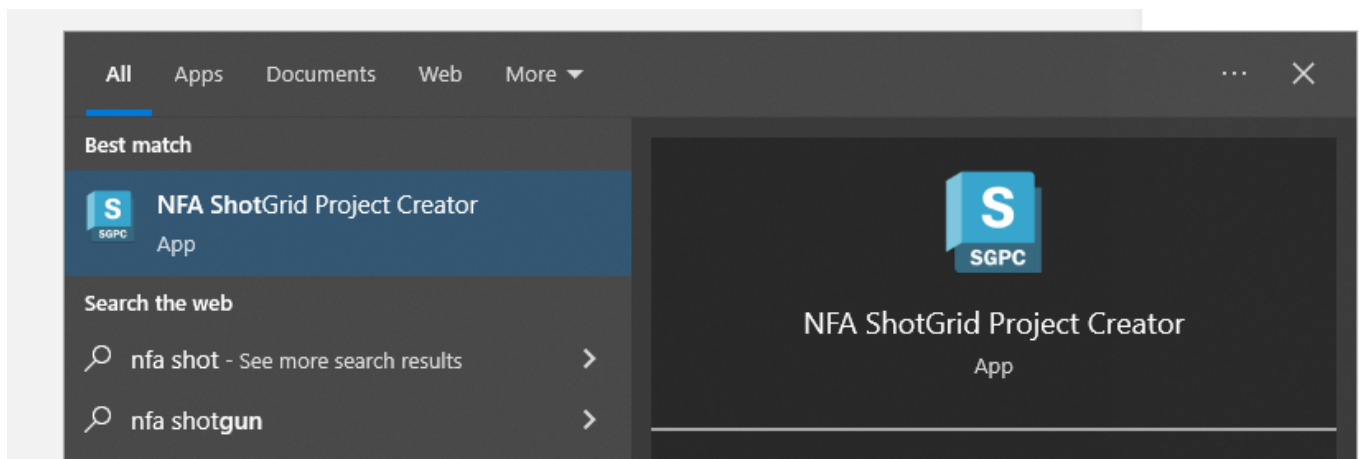 All Apps Documents Web More
Best match
S
SGPC
NFA ShotGrid Project Creator
App
Search the web
nfa shot - See more search results
nfa shotgun
S
SGPC
NFA ShotGrid Project Creator
App